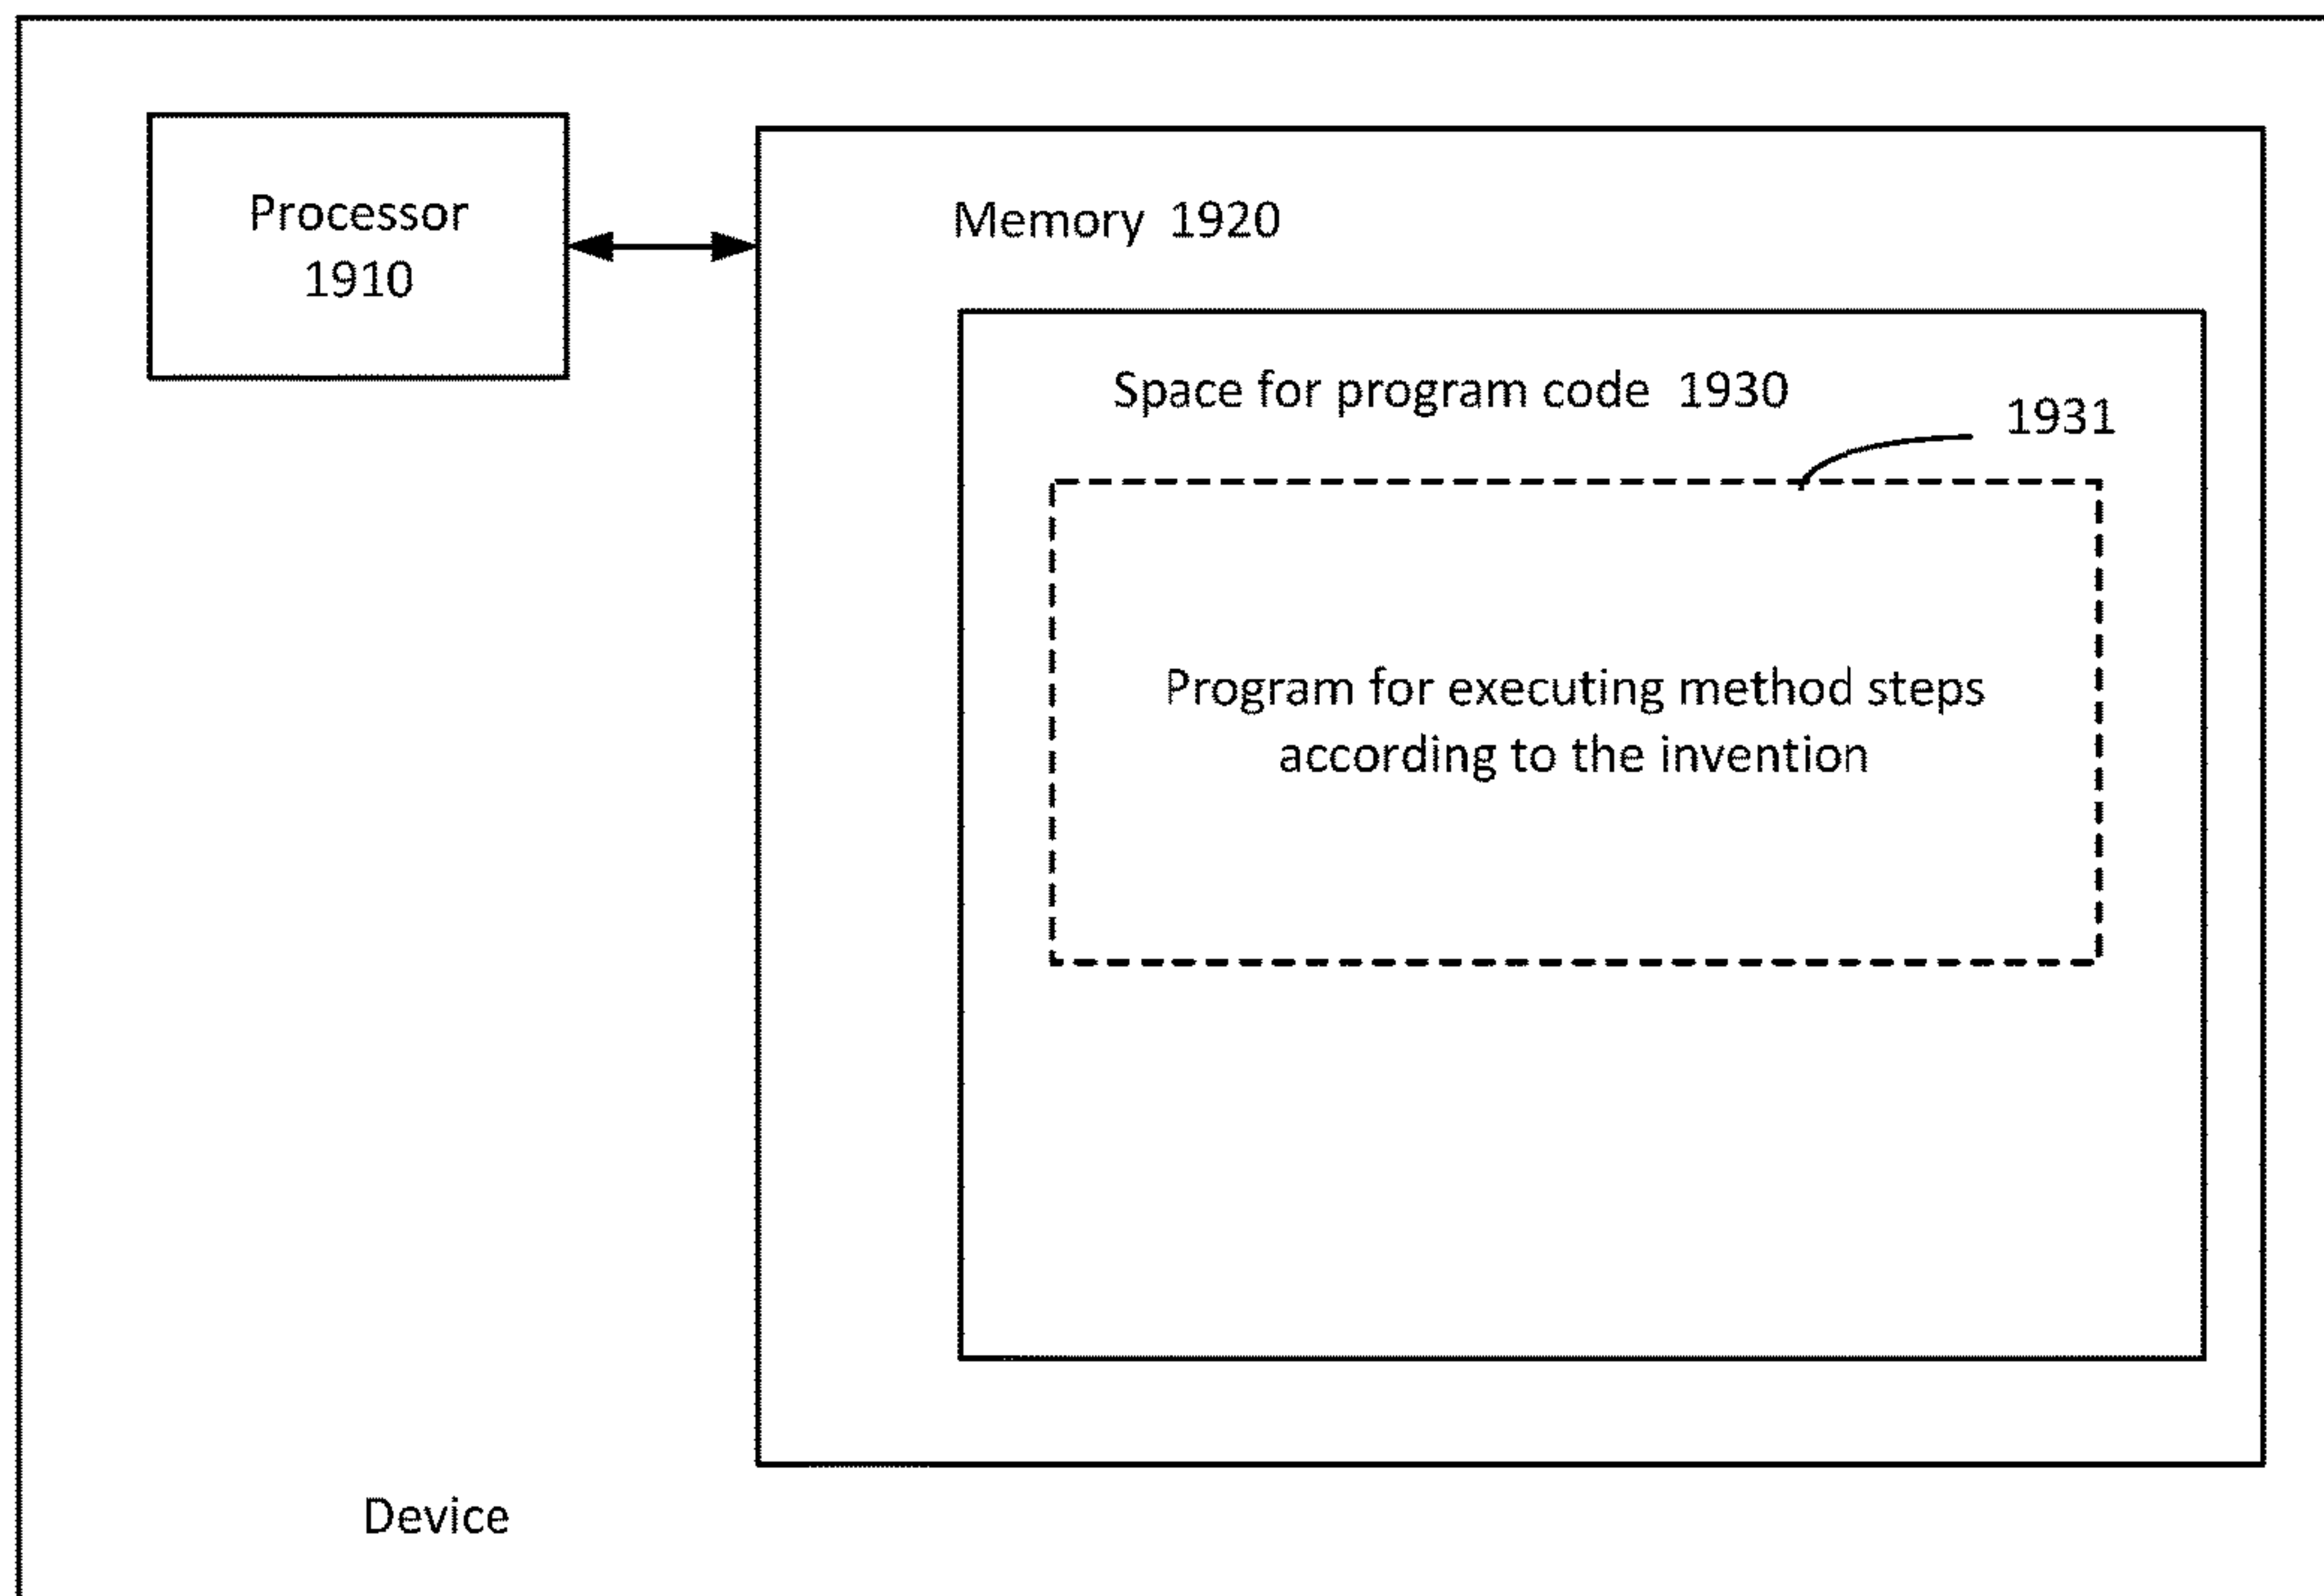 Processor
1910
Memory 1920
Space for program code 1930
1931
Program for executing method steps
according to the invention
Device